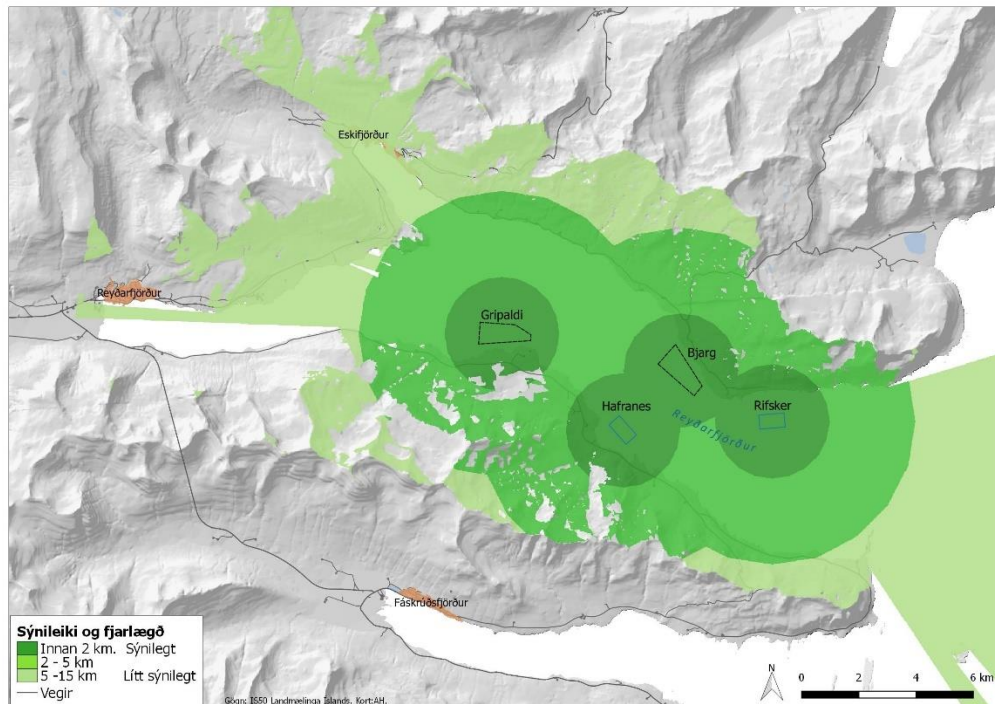 Eskifjörður
Reyðarfjörður
Gripaldi
Bjarg
Hafranes
Rifsker
Reyðarfjörður
Fáskrúðsfjörður
Sýnileiki og fjarlægð
Innan 2 km. Sýnilegt
2 - 5 km
5 -15 km Lítt sýnilegt
Vegir
Gögn: IS50 Landmælinga Íslands. Kort:AH.
N
0 2 4 6 km